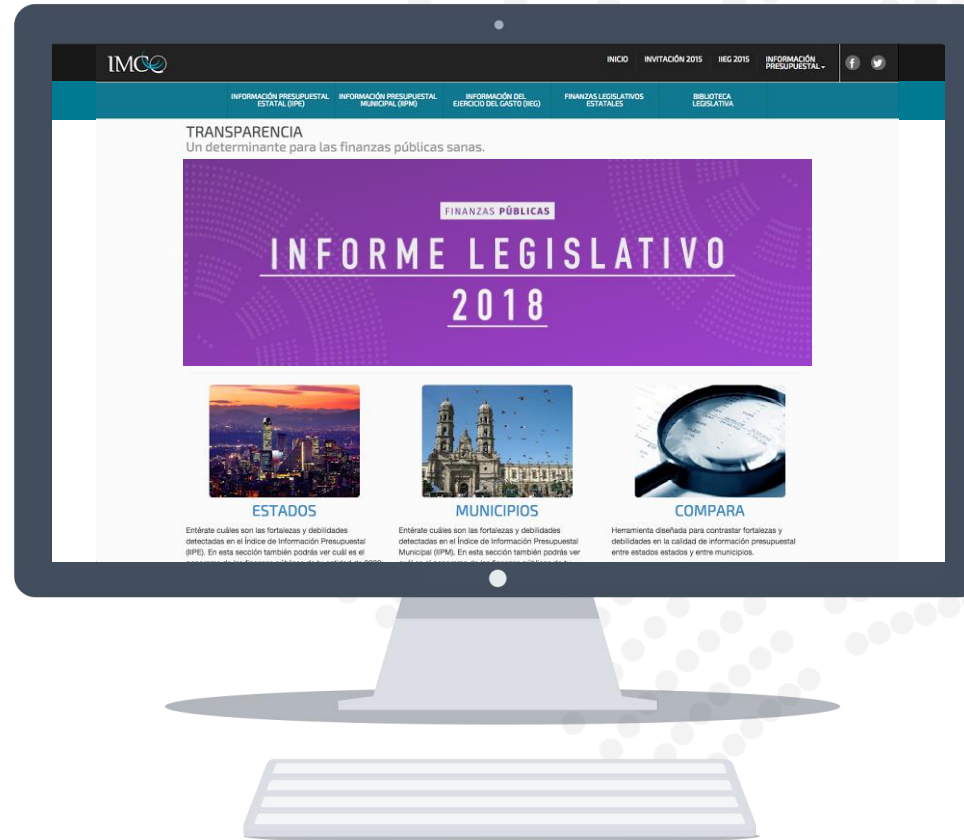 IMCO
INICIO INVITACIÓN 2015 IIEG 2015 INFORMACIÓN
PRESUPUESTAL
INFORMACIÓN PRESUPUESTAL
ESTATAL (IIPE)
INFORMACIÓN PRESUPUESTAL
MUNICIPAL (IIPM)
INFORMACIÓN DEL
EJERCICIO DEL GASTO (IIEG)
FINANZAS LEGISLATIVOS
ESTATALES
BIBLIOTECA
LEGISLATIVA
TRANSPARENCIA
Un determinante para las finanzas públicas sanas.
FINANZAS PÚBLICAS
INFORME LEGISLATIVO
2018
ESTADOS
Entérate cuáles son las fortalezas y debilidades
detectadas en el Índice de Información Presupuestal
(IIPE). En esta sección también podrás ver cuál es el
MUNICIPIOS
Entérate cuáles son las fortalezas y debilidades
detectadas en el Índice de Información Presupuestal
Municipal (IIPM). En esta sección también podrás ver
COMPARA
Herramienta diseñada para contrastar fortalezas y
debilidades en la calidad de información presupuestal
entre estados estados y entre municipios.